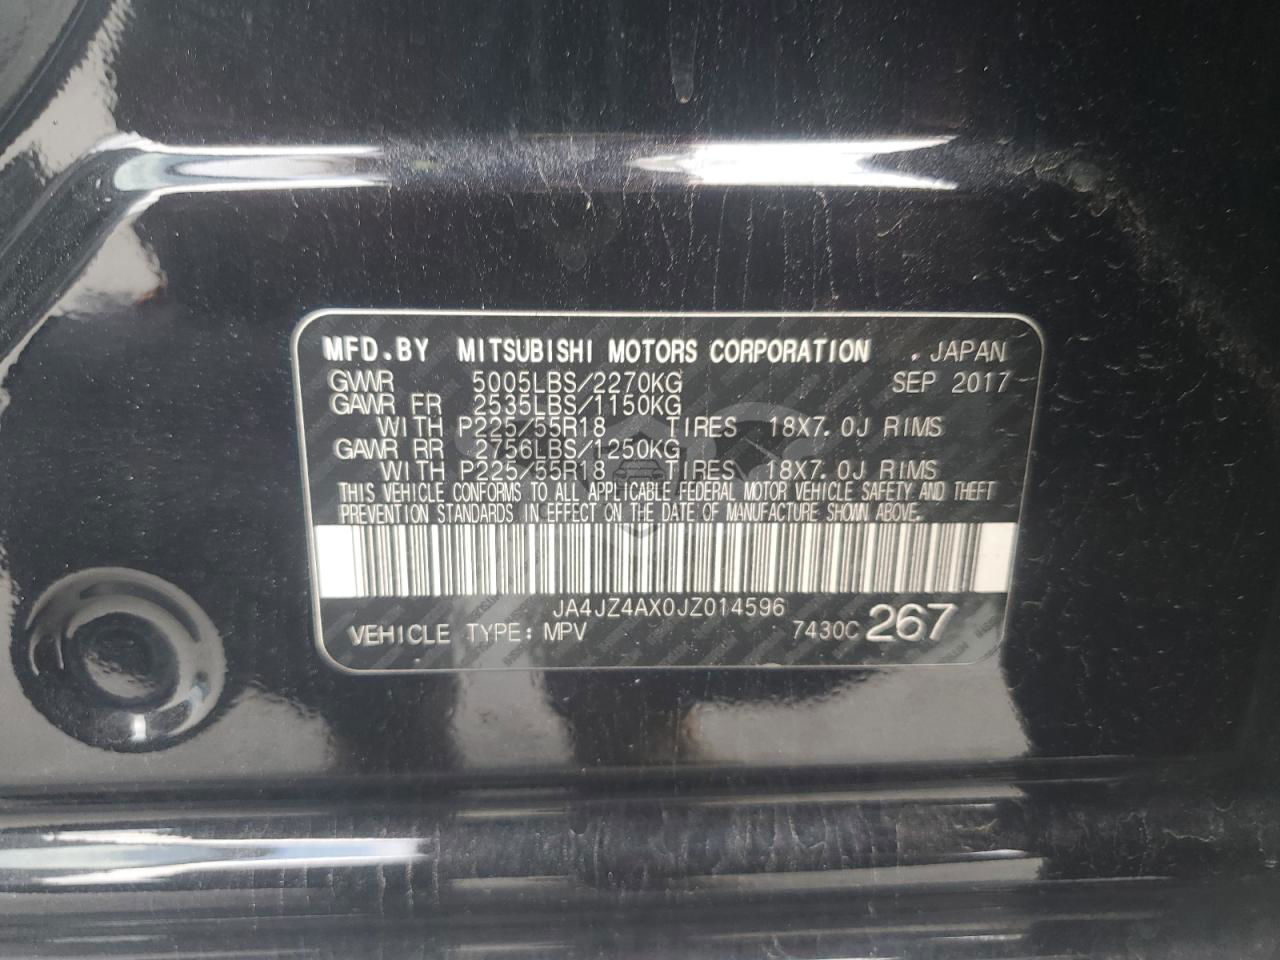 MFD.BY MITSUBISHI MOTORS CORPORATION . JAPAN
GVWR 5005LBS/2270KG SEP 2017
GAWR FR 2535LBS/1150KG
WITH P225/55R18 TIRES 18X7.0J RIMS
GAWR RR 2756LBS/1250KG
WITH P225/55R18 TIRES 18X7.0J RIMS
THIS VEHICLE CONFORMS TO ALL APPLICABLE FEDERAL MOTOR VEHICLE SAFETY AND THEFT
PREVENTION STANDARDS IN EFFECT ON THE DATE OF MANUFACTURE SHOWN ABOVE.
JA4JZ4AX0JZ014596
VEHICLE TYPE: MPV 7430C 267